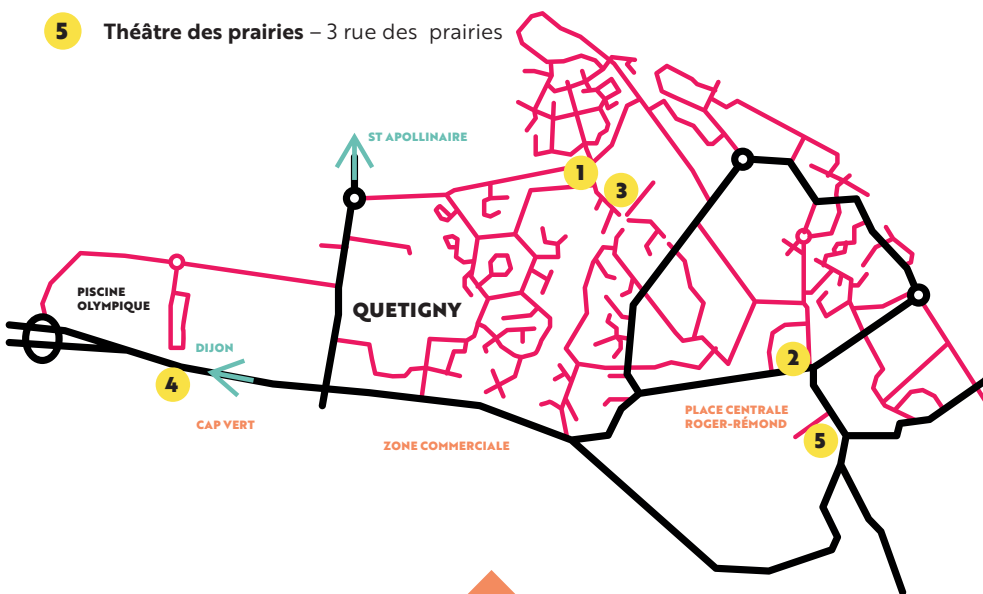 5 Théâtre des prairies – 3 rue des prairies
ST APOLLINAIRE
1
3
PISCINE
OLYMPIQUE
QUETIGNY
DIJON
2
4
CAP VERT
PLACE CENTRALE
ROGER-RÉMOND
ZONE COMMERCIALE
5